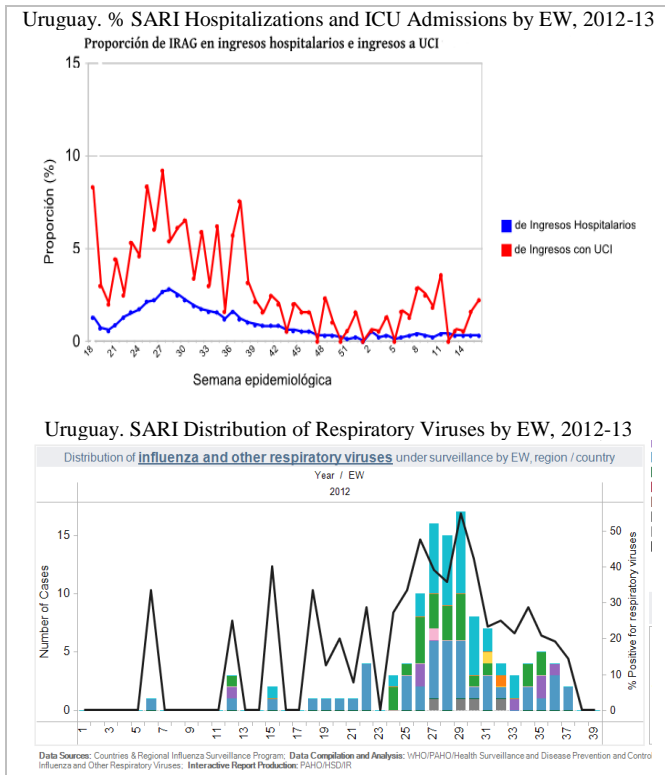 Uruguay. % SARI Hospitalizations and ICU Admissions by EW, 2012-13
Proporción de IRAG en ingresos hospitalarios e ingresos a UCI
15
10
5
0
Proporción (%)
18 21 24 27 30 33 36 39 42 45 48 51 2 5 8 11 14
Semana epidemiológica
de Ingresos Hospitalarios
de Ingresos con UCI
Uruguay. SARI Distribution of Respiratory Viruses by EW, 2012-13
Distribution of influenza and other respiratory viruses under surveillance by EW, region / country
Year / EW
2012
15
10
5
0
Number of Cases
50
40
30
20
10
0
% Positive for respiratory viruses
1 3 5 7 9 11 13 15 17 19 21 23 25 27 29 31 33 35 37 39
Data Sources: Countries & Regional Influenza Surveillance Program; Data Compilation and Analysis: WHO/PAHO/Health Surveillance and Disease Prevention and Contro
Influenza and Other Respiratory Viruses; Interactive Report Production: PAHO/HSD/IR